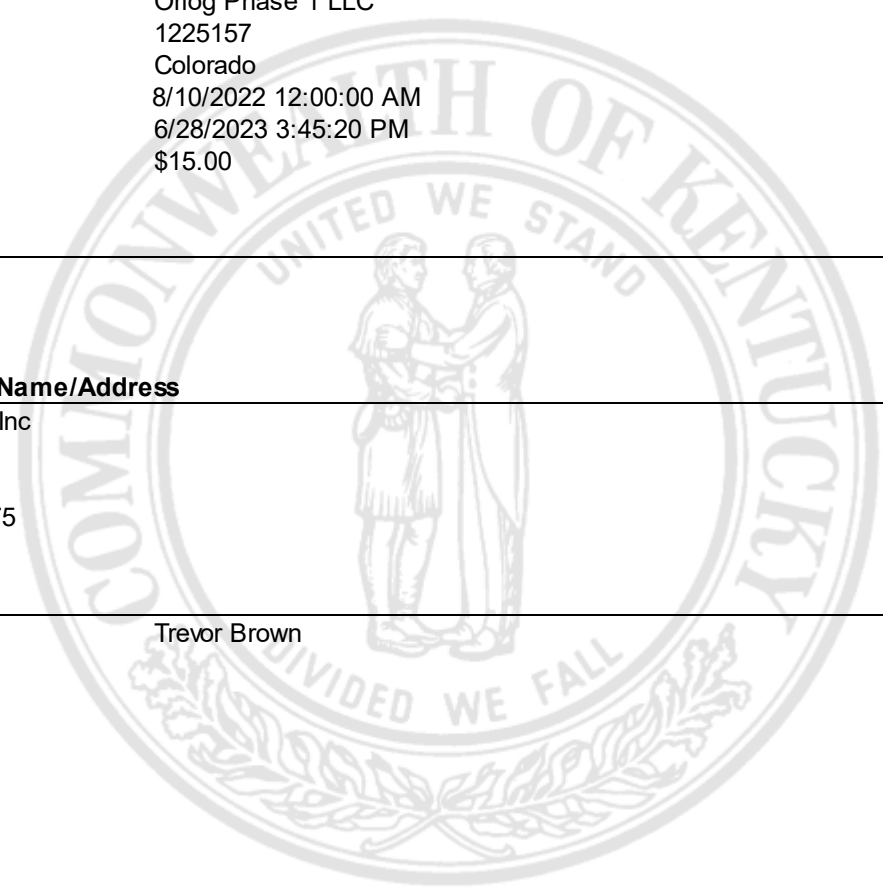 Phase 1 LLC
1225157
Colorado
8/10/2022 12:00:00 AM
6/28/2023 3:45:20 PM
$15.00
COMMONWEALTH OF KENTUCKY
UNITED WE STAND
Name/Address
Inc
75
Trevor Brown
DIVIDED WE FALL